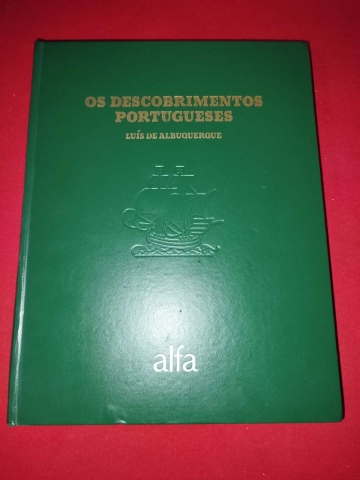 OS DESCOBRIMENTOS
PORTUGUESES
LUÍS DE ALBUQUERQUE
alfa